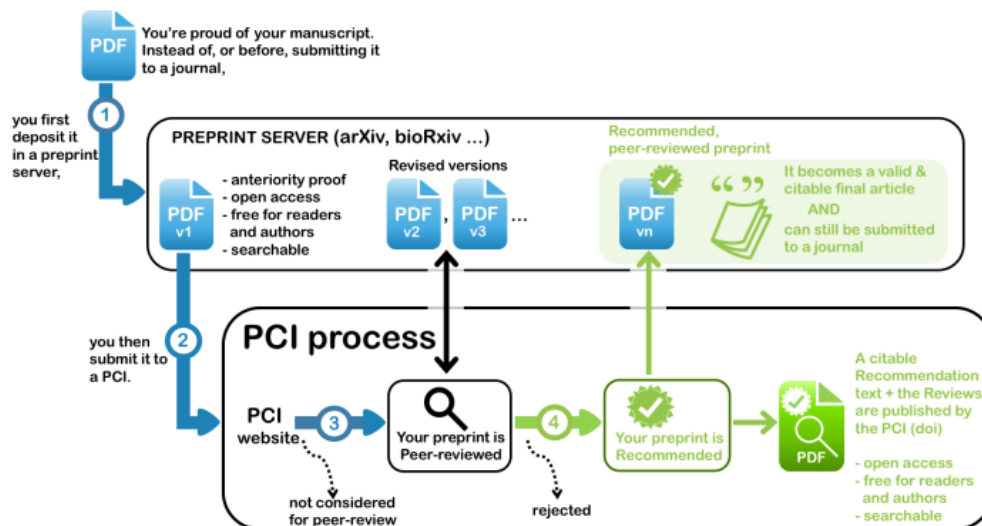 PDF
You're proud of your manuscript.
Instead of, or before, submitting it
to a journal,
1
you first
deposit it
in a preprint
server,
PREPRINT SERVER (arXiv, bioRxiv ...)
PDF
v1
- anteriority proof
- open access
- free for readers
and authors
- searchable
Revised versions
PDF
v2
,
PDF
v3
...
Recommended,
peer-reviewed preprint
PDF
vn
“ ”
It becomes a valid &
citable final article
AND
can still be submitted
to a journal
2
you then
submit it to
a PCI.
PCI process
PCI
website
3
not considered
for peer-review
Your preprint is
Peer-reviewed
4
rejected
Your preprint is
Recommended
PDF
A citable
Recommendation
text + the Reviews
are published by
the PCI (doi)
- open access
- free for readers
and authors
- searchable